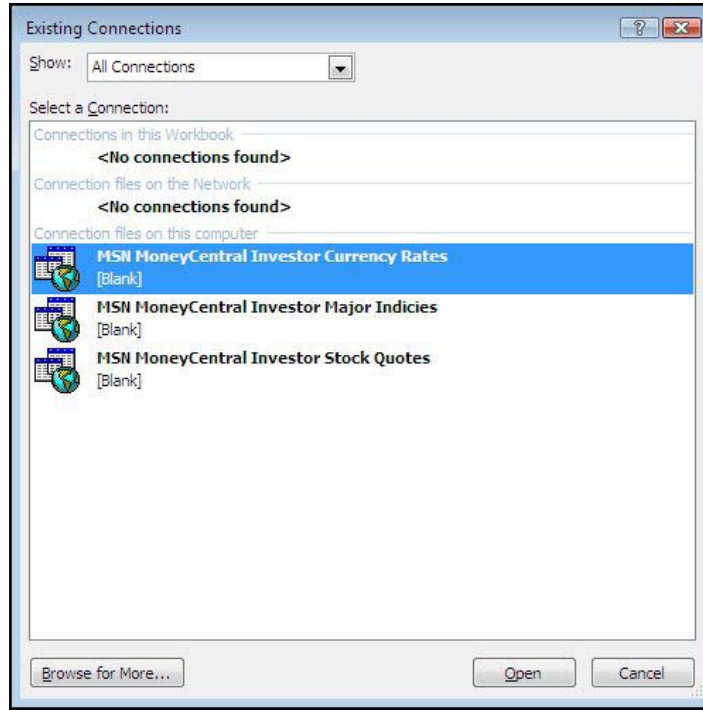 Existing Connections
Show: All Connections
Select a Connection:
Connections in this Workbook
<No connections found>
Connection files on the Network
<No connections found>
Connection files on this computer
MSN MoneyCentral Investor Currency Rates
[Blank]
MSN MoneyCentral Investor Major Indicies
[Blank]
MSN MoneyCentral Investor Stock Quotes
[Blank]
Browse for More... Open Cancel